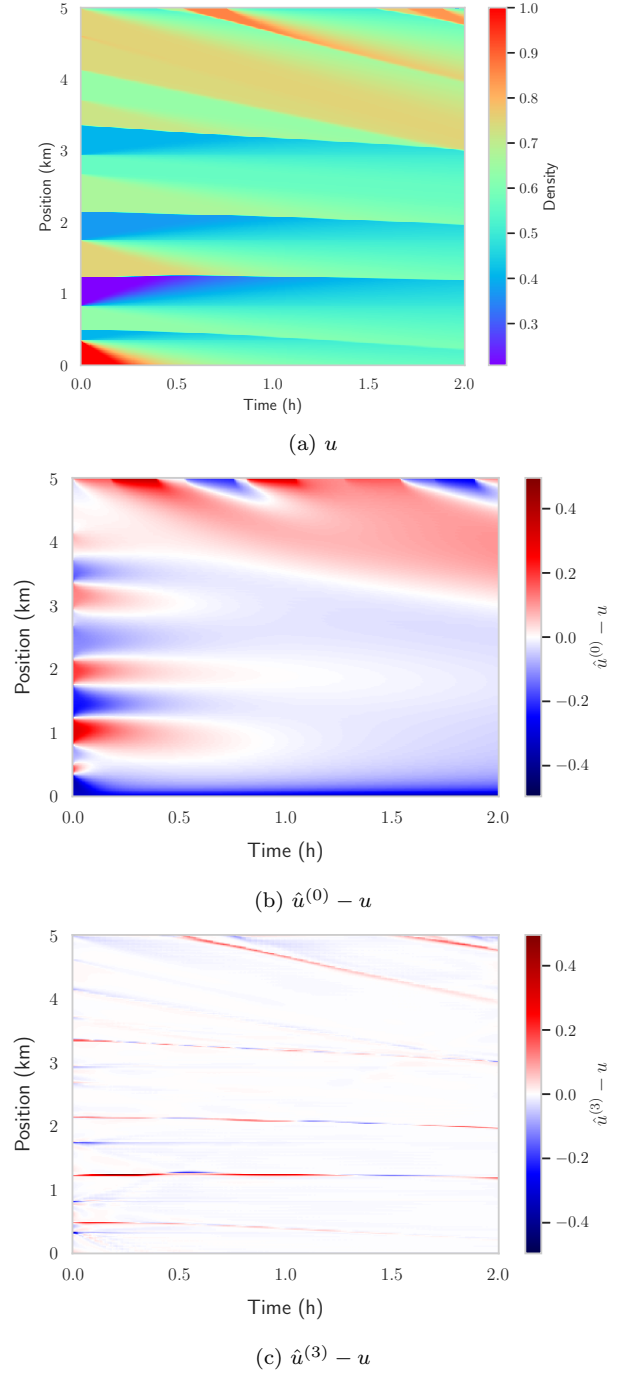 5
4
3
2
1
0
Position (km)
0.0 0.5 1.0 1.5 2.0
Time (h)
1.0
0.9
0.8
0.7
0.6
0.5
0.4
0.3
Density
(a) u
5
4
3
2
1
0
Position (km)
0.0 0.5 1.0 1.5 2.0
Time (h)
0.4
0.2
0.0
−0.2
−0.4
û⁽⁰⁾ − u
(b) û⁽⁰⁾ − u
5
4
3
2
1
0
Position (km)
0.0 0.5 1.0 1.5 2.0
Time (h)
0.4
0.2
0.0
−0.2
−0.4
û⁽³⁾ − u
(c) û⁽³⁾ − u